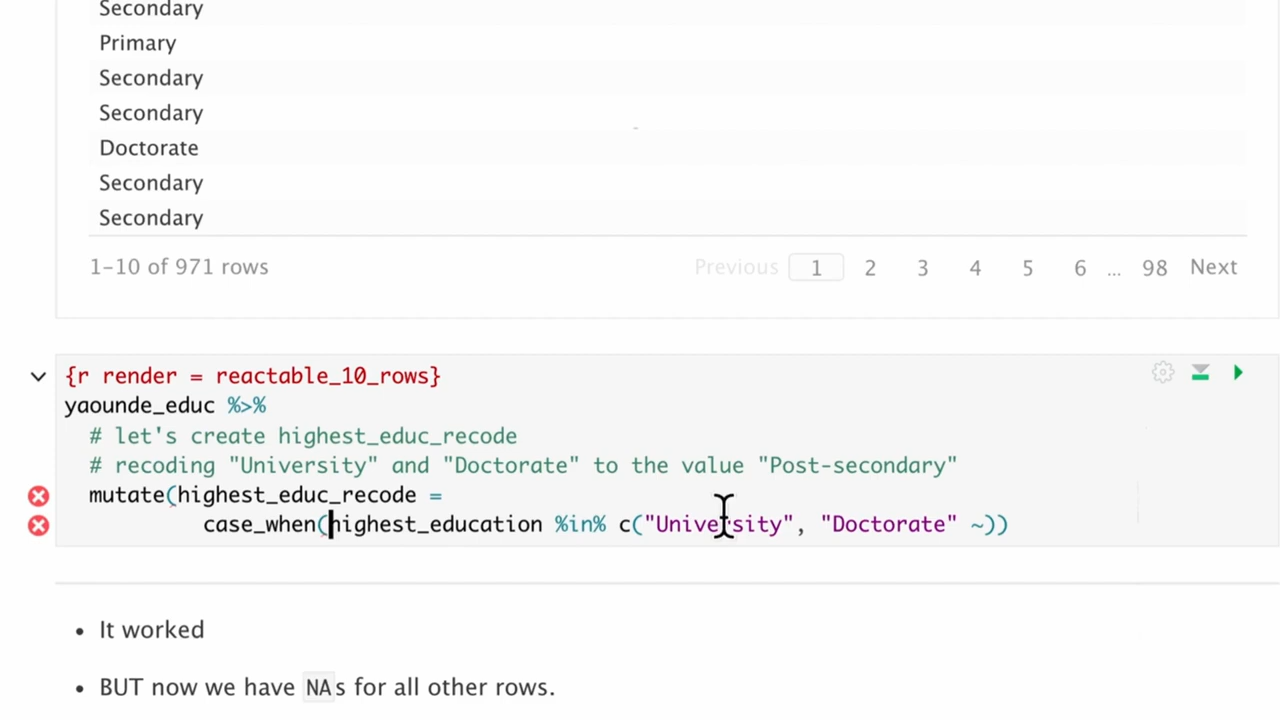 Secondary
Primary
Secondary
Secondary
Doctorate
Secondary
Secondary
1–10 of 971 rows Previous 1 2 3 4 5 6 ... 98 Next
{r render = reactable_10_rows}
yaounde_educ %>%
# let's create highest_educ_recode
# recoding "University" and "Doctorate" to the value "Post-secondary"
mutate(highest_educ_recode =
case_when(highest_education %in% c("University", "Doctorate" ~))
• It worked
• BUT now we have NAs for all other rows.